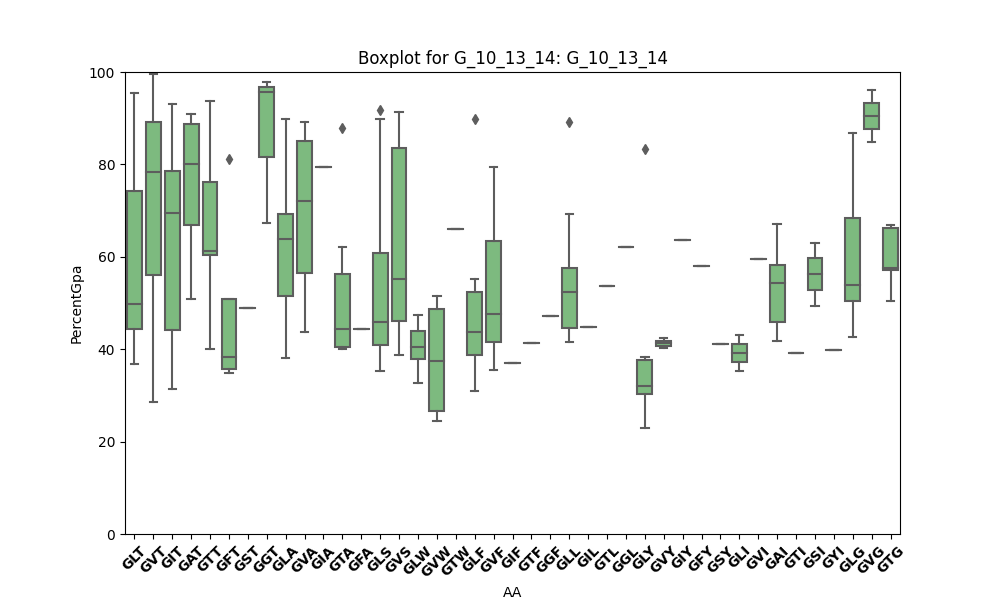 Boxplot for G_10_13_14: G_10_13_14
PercentGpa
100
80
60
40
20
0
GLT GVT GIT GAT GTT GFT GST GGT GLA GVA GIA GTA GFA GLS GVS GLW GVW GTW GLF GVF GIF GTF GGF GLL GIL GTL GGL GLY GVY GIY GFY GSY GLI GVI GAI GTI GSI GYI GLG GVG GTG
AA